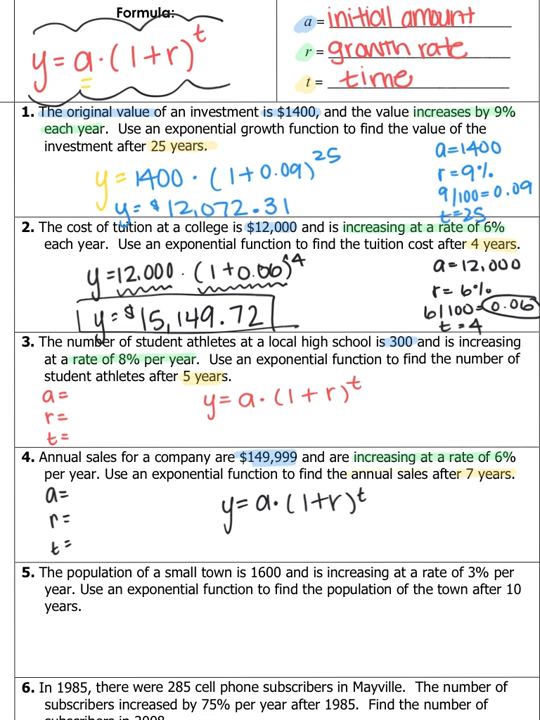 Formula:
y = a · (1+r)^t
a = initial amount
r = growth rate
t = time
1. The original value of an investment is $1400, and the value increases by 9%
each year. Use an exponential growth function to find the value of the
investment after 25 years.
a=1400
r=9%
9/100=0.09
t=25
y = 1400 · (1+0.09)^25
y= $12,072.31
2. The cost of tuition at a college is $12,000 and is increasing at a rate of 6%
each year. Use an exponential function to find the tuition cost after 4 years.
a=12,000
r= 6%
6/100=0.06
t=4
y=12.000 · (1+0.06)^4
y=$15,149.72
3. The number of student athletes at a local high school is 300 and is increasing
at a rate of 8% per year. Use an exponential function to find the number of
student athletes after 5 years.
a=
r=
t=
y=a·(1+r)^t
4. Annual sales for a company are $149,999 and are increasing at a rate of 6%
per year. Use an exponential function to find the annual sales after 7 years.
a=
r=
t=
y=a·(1+r)^t
5. The population of a small town is 1600 and is increasing at a rate of 3% per
year. Use an exponential function to find the population of the town after 10
years.
6. In 1985, there were 285 cell phone subscribers in Mayville. The number of
subscribers increased by 75% per year after 1985. Find the number of
subscribers in 2008